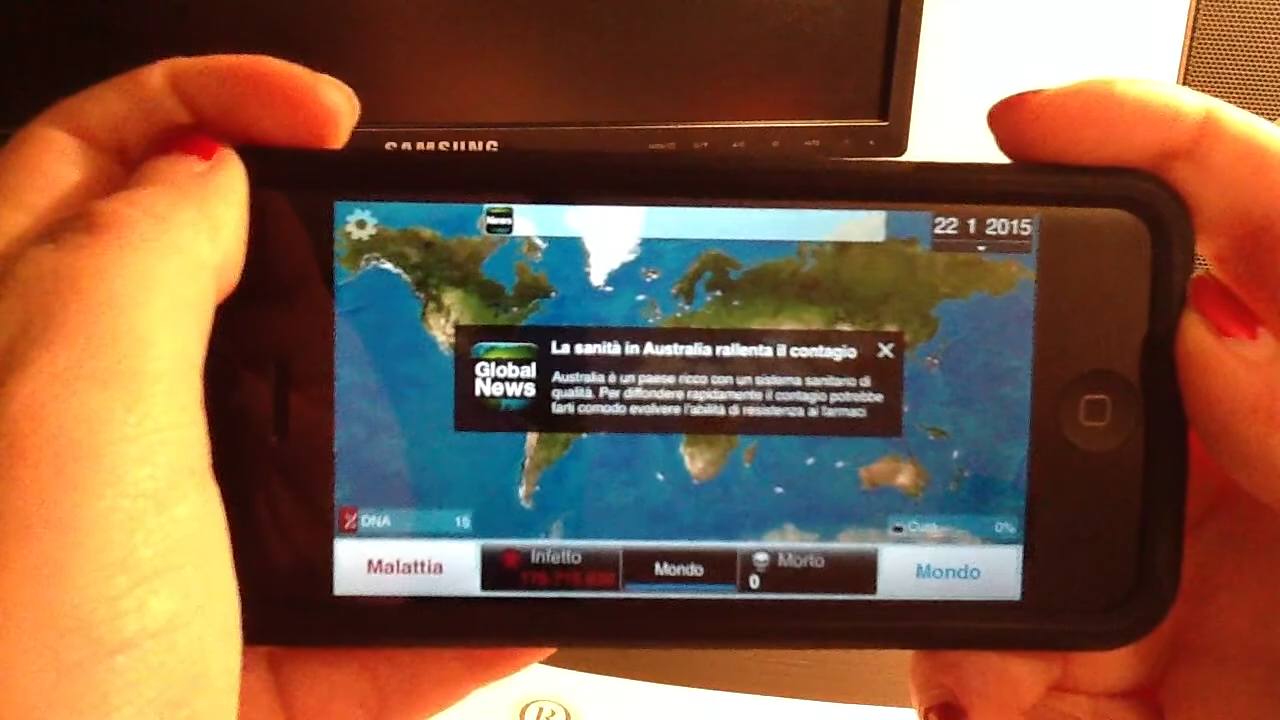 SAMSUNG
News
22 1 2015
La sanità in Australia rallenta il contagio
Global
News
Australia è un paese ricco con un sistema sanitario di
qualità. Per diffondere rapidamente il contagio potrebbe
farti comodo evolvere l'abilità di resistenza ai farmaci
DNA
Cura
0%
Malattia
Infetto
Mondo
Morto
0
Mondo
R